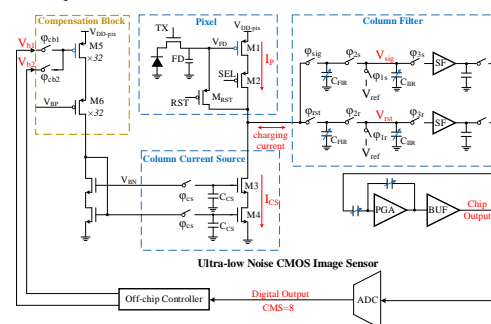 Compensation Block
V_DD-pix
V_b1
φ_cb1
M5
×32
V_b2
φ_cb2
V_BP
M6
×32
Pixel
V_DD-pix
TX
V_FD
M1
FD
I_P
SEL
M2
M_RST
RST
Column Filter
φ_sig
φ_2s
V_sig
φ_3s
C_FIR
φ_1s
C_IIR
SF
V_ref
φ_rst
φ_2r
V_rst
φ_3r
C_FIR
φ_1r
C_IIR
SF
V_ref
charging
current
Column Current Source
V_BN
φ_cs
C_CS
M3
I_CS
φ_cs
C_CS
M4
PGA
BUF
Chip
Output
Ultra-low Noise CMOS Image Sensor
Off-chip Controller
Digital Output
CMS=8
ADC